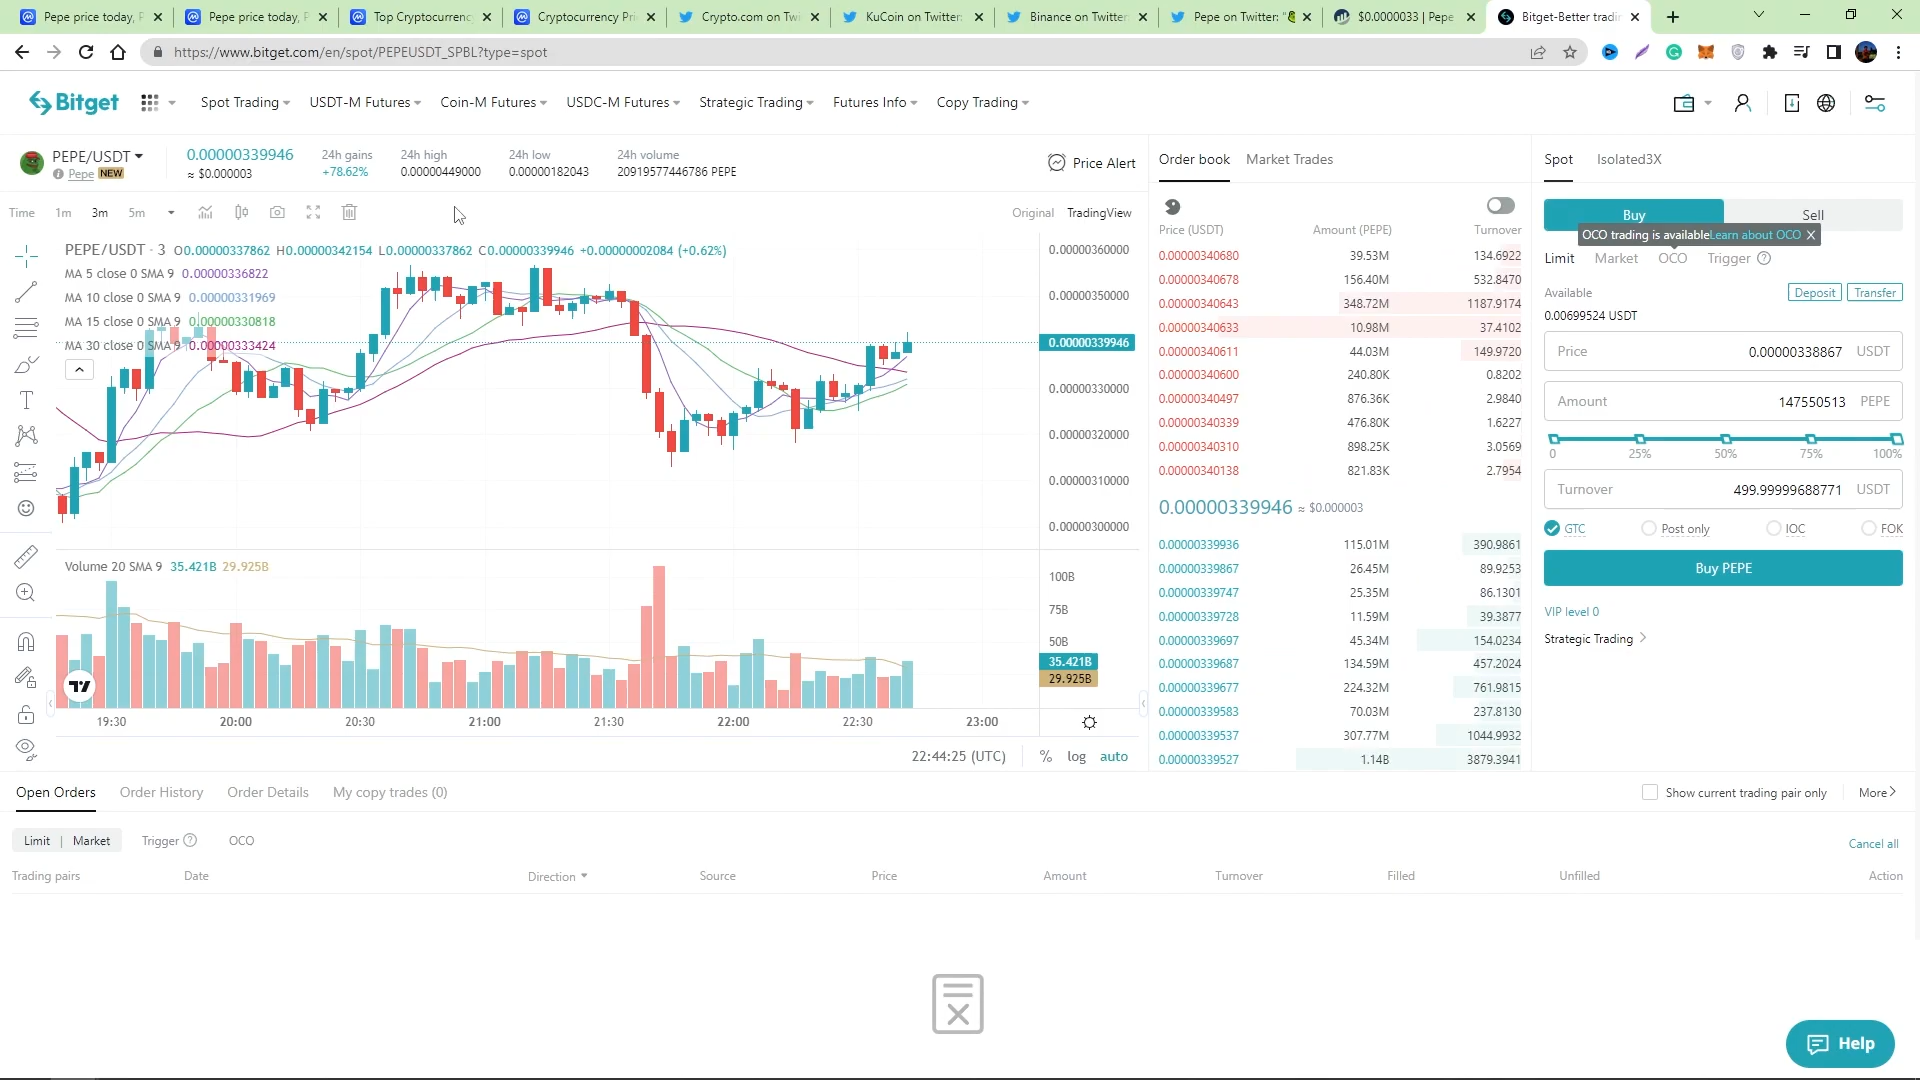 Pepe price today, P
Pepe price today, P
Top Cryptocurrenc
Cryptocurrency Pri
Crypto.com on Twi
KuCoin on Twitter:
Binance on Twitter
Pepe on Twitter: "
$0.0000033 | Pepe
Bitget-Better tradin
https://www.bitget.com/en/spot/PEPEUSDT_SPBL?type=spot
Bitget
Spot Trading
USDT-M Futures
Coin-M Futures
USDC-M Futures
Strategic Trading
Futures Info
Copy Trading
PEPE/USDT
Pepe NEW
0.00000339946
≈ $0.000003
24h gains
+78.62%
24h high
0.00000449000
24h low
0.00000182043
24h volume
20919577446786 PEPE
Price Alert
Time 1m 3m 5m
Original TradingView
PEPE/USDT · 3 O0.00000337862 H0.00000342154 L0.00000337862 C0.00000339946 +0.00000002084 (+0.62%)
MA 5 close 0 SMA 9 0.00000336822
MA 10 close 0 SMA 9 0.00000331969
MA 15 close 0 SMA 9 0.00000330818
MA 30 close 0 SMA 9 0.00000333424
0.00000360000
0.00000350000
0.00000339946
0.00000330000
0.00000320000
0.00000310000
0.00000300000
Volume 20 SMA 9 35.421B 29.925B
100B
75B
50B
35.421B
29.925B
19:30 20:00 20:30 21:00 21:30 22:00 22:30 23:00
22:44:25 (UTC) % log auto
Order book Market Trades
Price (USDT) Amount (PEPE) Turnover
0.00000340680 39.53M 134.6922
0.00000340678 156.40M 532.8470
0.00000340643 348.72M 1187.9174
0.00000340633 10.98M 37.4102
0.00000340611 44.03M 149.9720
0.00000340600 240.80K 0.8202
0.00000340497 876.36K 2.9840
0.00000340339 476.80K 1.6227
0.00000340310 898.25K 3.0569
0.00000340138 821.83K 2.7954
0.00000339946 ≈ $0.000003
0.00000339936 115.01M 390.9861
0.00000339867 26.45M 89.9253
0.00000339747 25.35M 86.1301
0.00000339728 11.59M 39.3877
0.00000339697 45.34M 154.0234
0.00000339687 134.59M 457.2024
0.00000339677 224.32M 761.9815
0.00000339583 70.03M 237.8130
0.00000339537 307.77M 1044.9932
0.00000339527 1.14B 3879.3941
Spot Isolated3X
Buy Sell
OCO trading is available Learn about OCO X
Limit Market OCO Trigger ?
Available Deposit Transfer
0.00699524 USDT
Price 0.00000338867 USDT
Amount 147550513 PEPE
0 25% 50% 75% 100%
Turnover 499.99999688771 USDT
GTC Post only IOC FOK
Buy PEPE
VIP level 0
Strategic Trading >
Open Orders Order History Order Details My copy trades (0)
Show current trading pair only More>
Limit | Market Trigger ? OCO
Cancel all
Trading pairs Date Direction Source Price Amount Turnover Filled Unfilled Action
Help